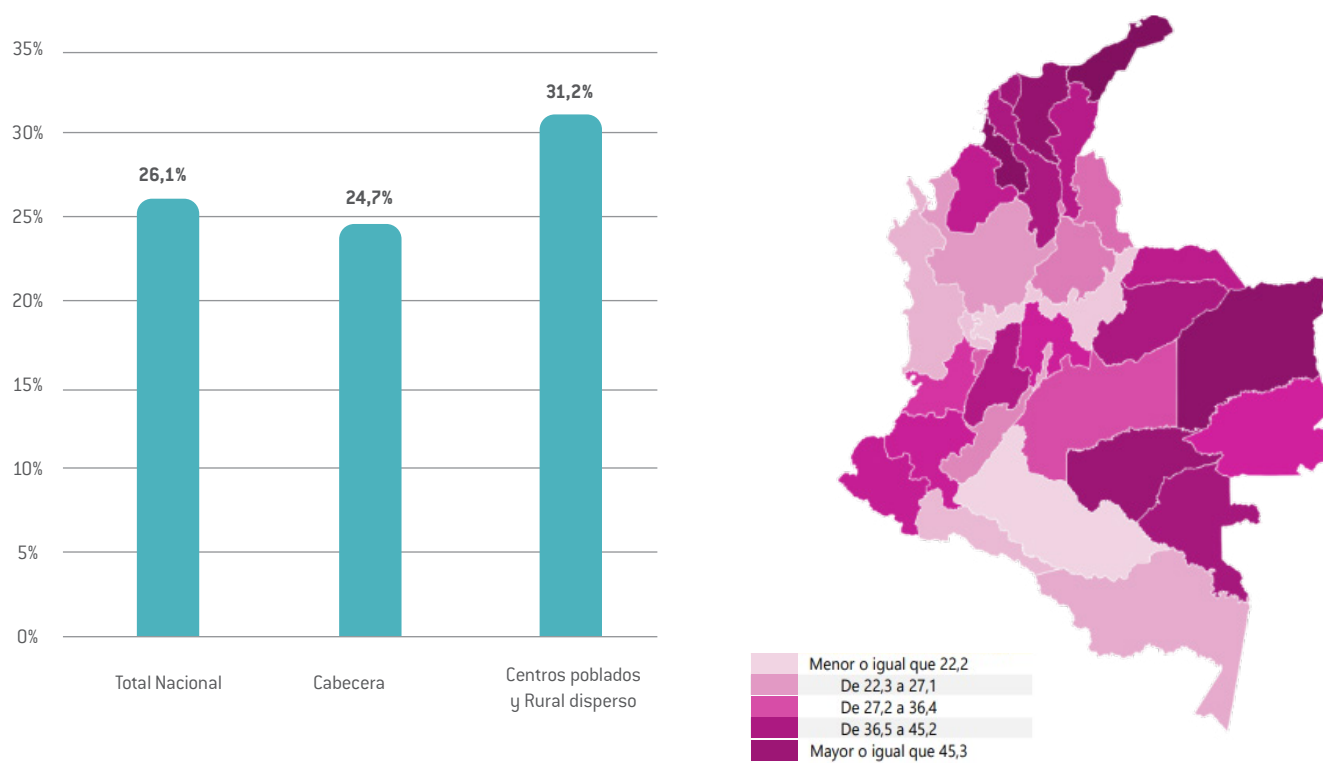 35%
30%
25%
20%
15%
10%
5%
0%
26,1%
24,7%
31,2%
Total Nacional
Cabecera
Centros poblados
y Rural disperso
Menor o igual que 22,2
De 22,3 a 27,1
De 27,2 a 36,4
De 36,5 a 45,2
Mayor o igual que 45,3